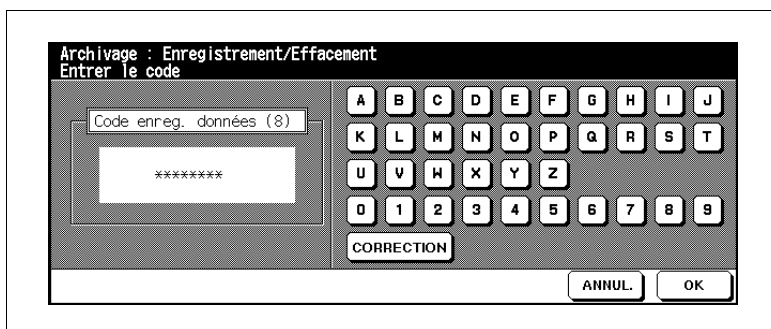 Archivage : Enregistrement/Effacement
Entrer le code
Code enreg. données (8)
********
A B C D E F G H I J
K L M N O P Q R S T
U V W X Y Z
0 1 2 3 4 5 6 7 8 9
CORRECTION
ANNUL. OK